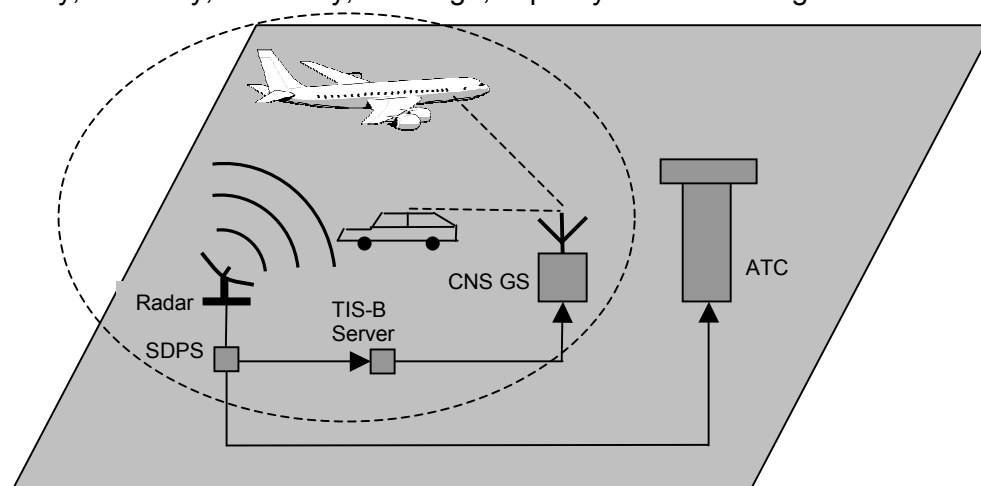 Radar
SDPS
TIS-B
Server
CNS GS
ATC